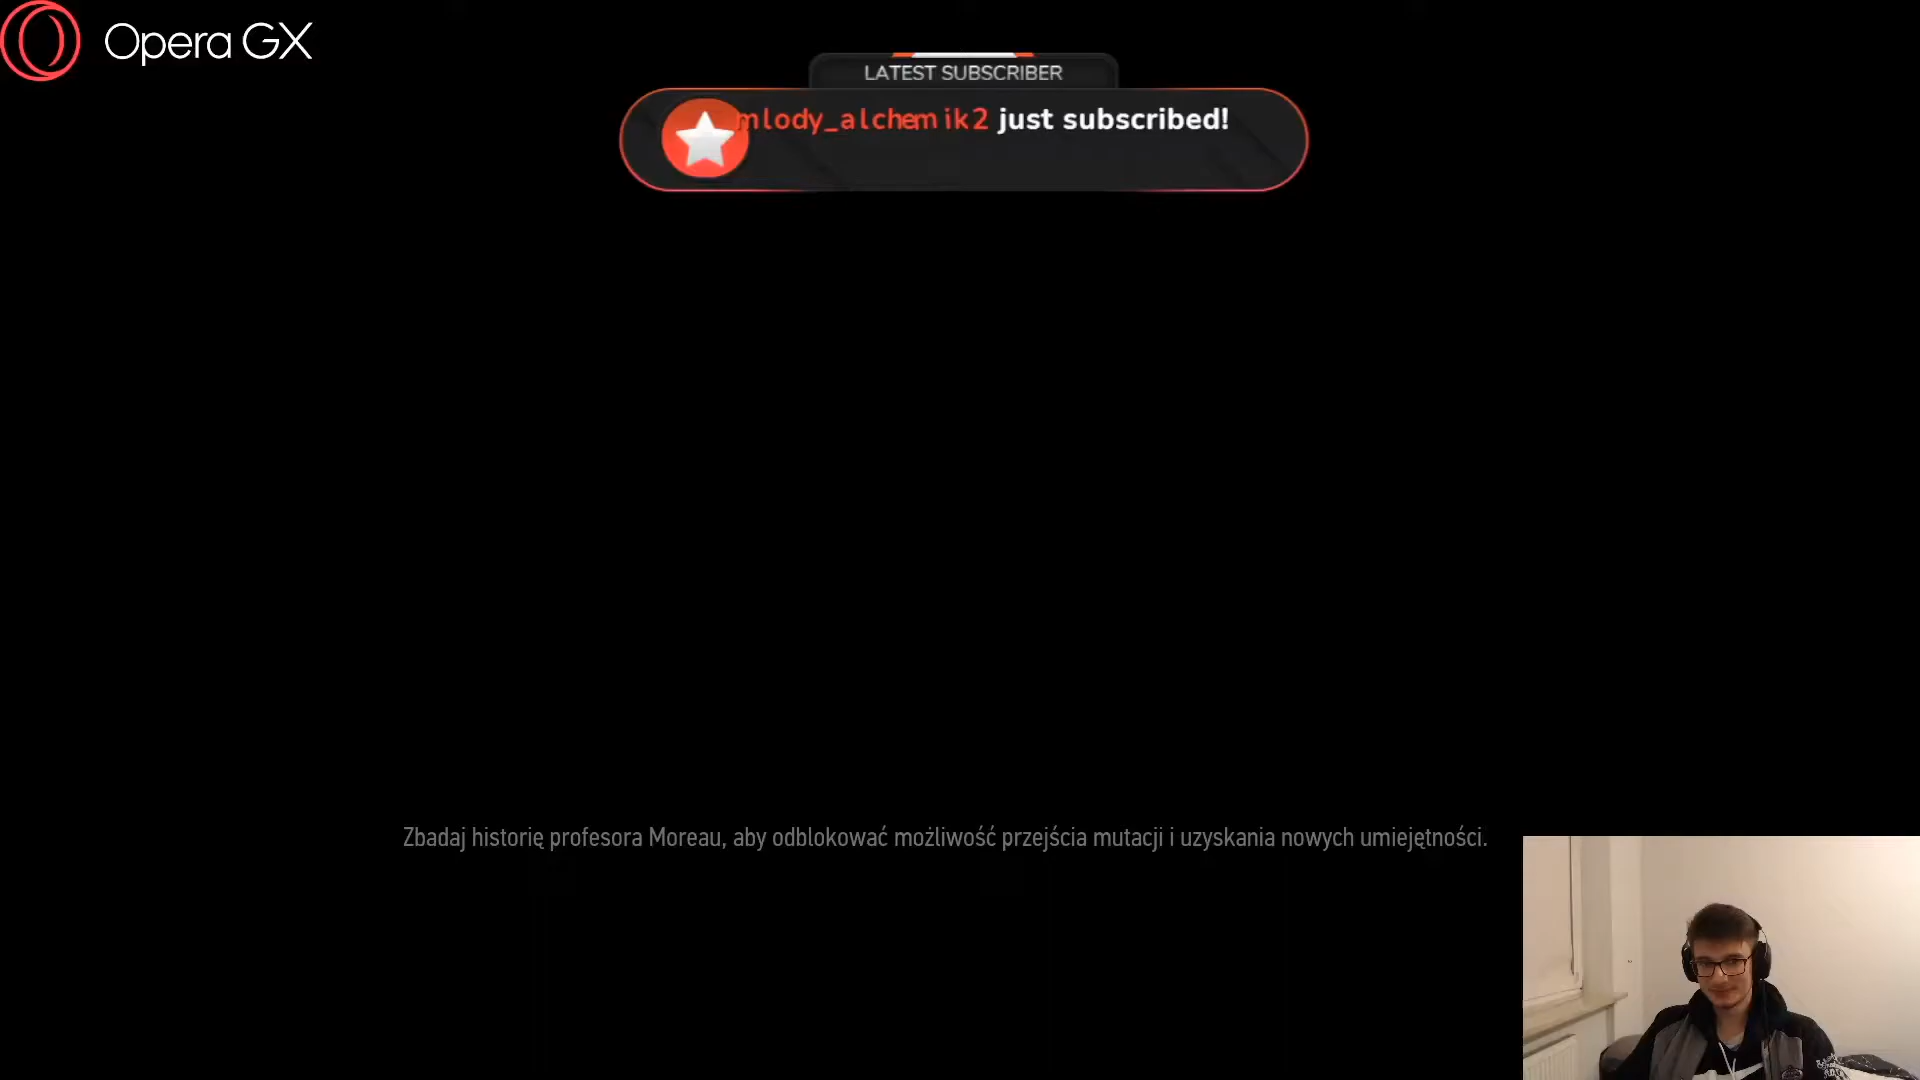 Opera GX
LATEST SUBSCRIBER
mlody_alchemik2 just subscribed!
Zbadaj historię profesora Moreau, aby odblokować możliwość przejścia mutacji i uzyskania nowych umiejętności.